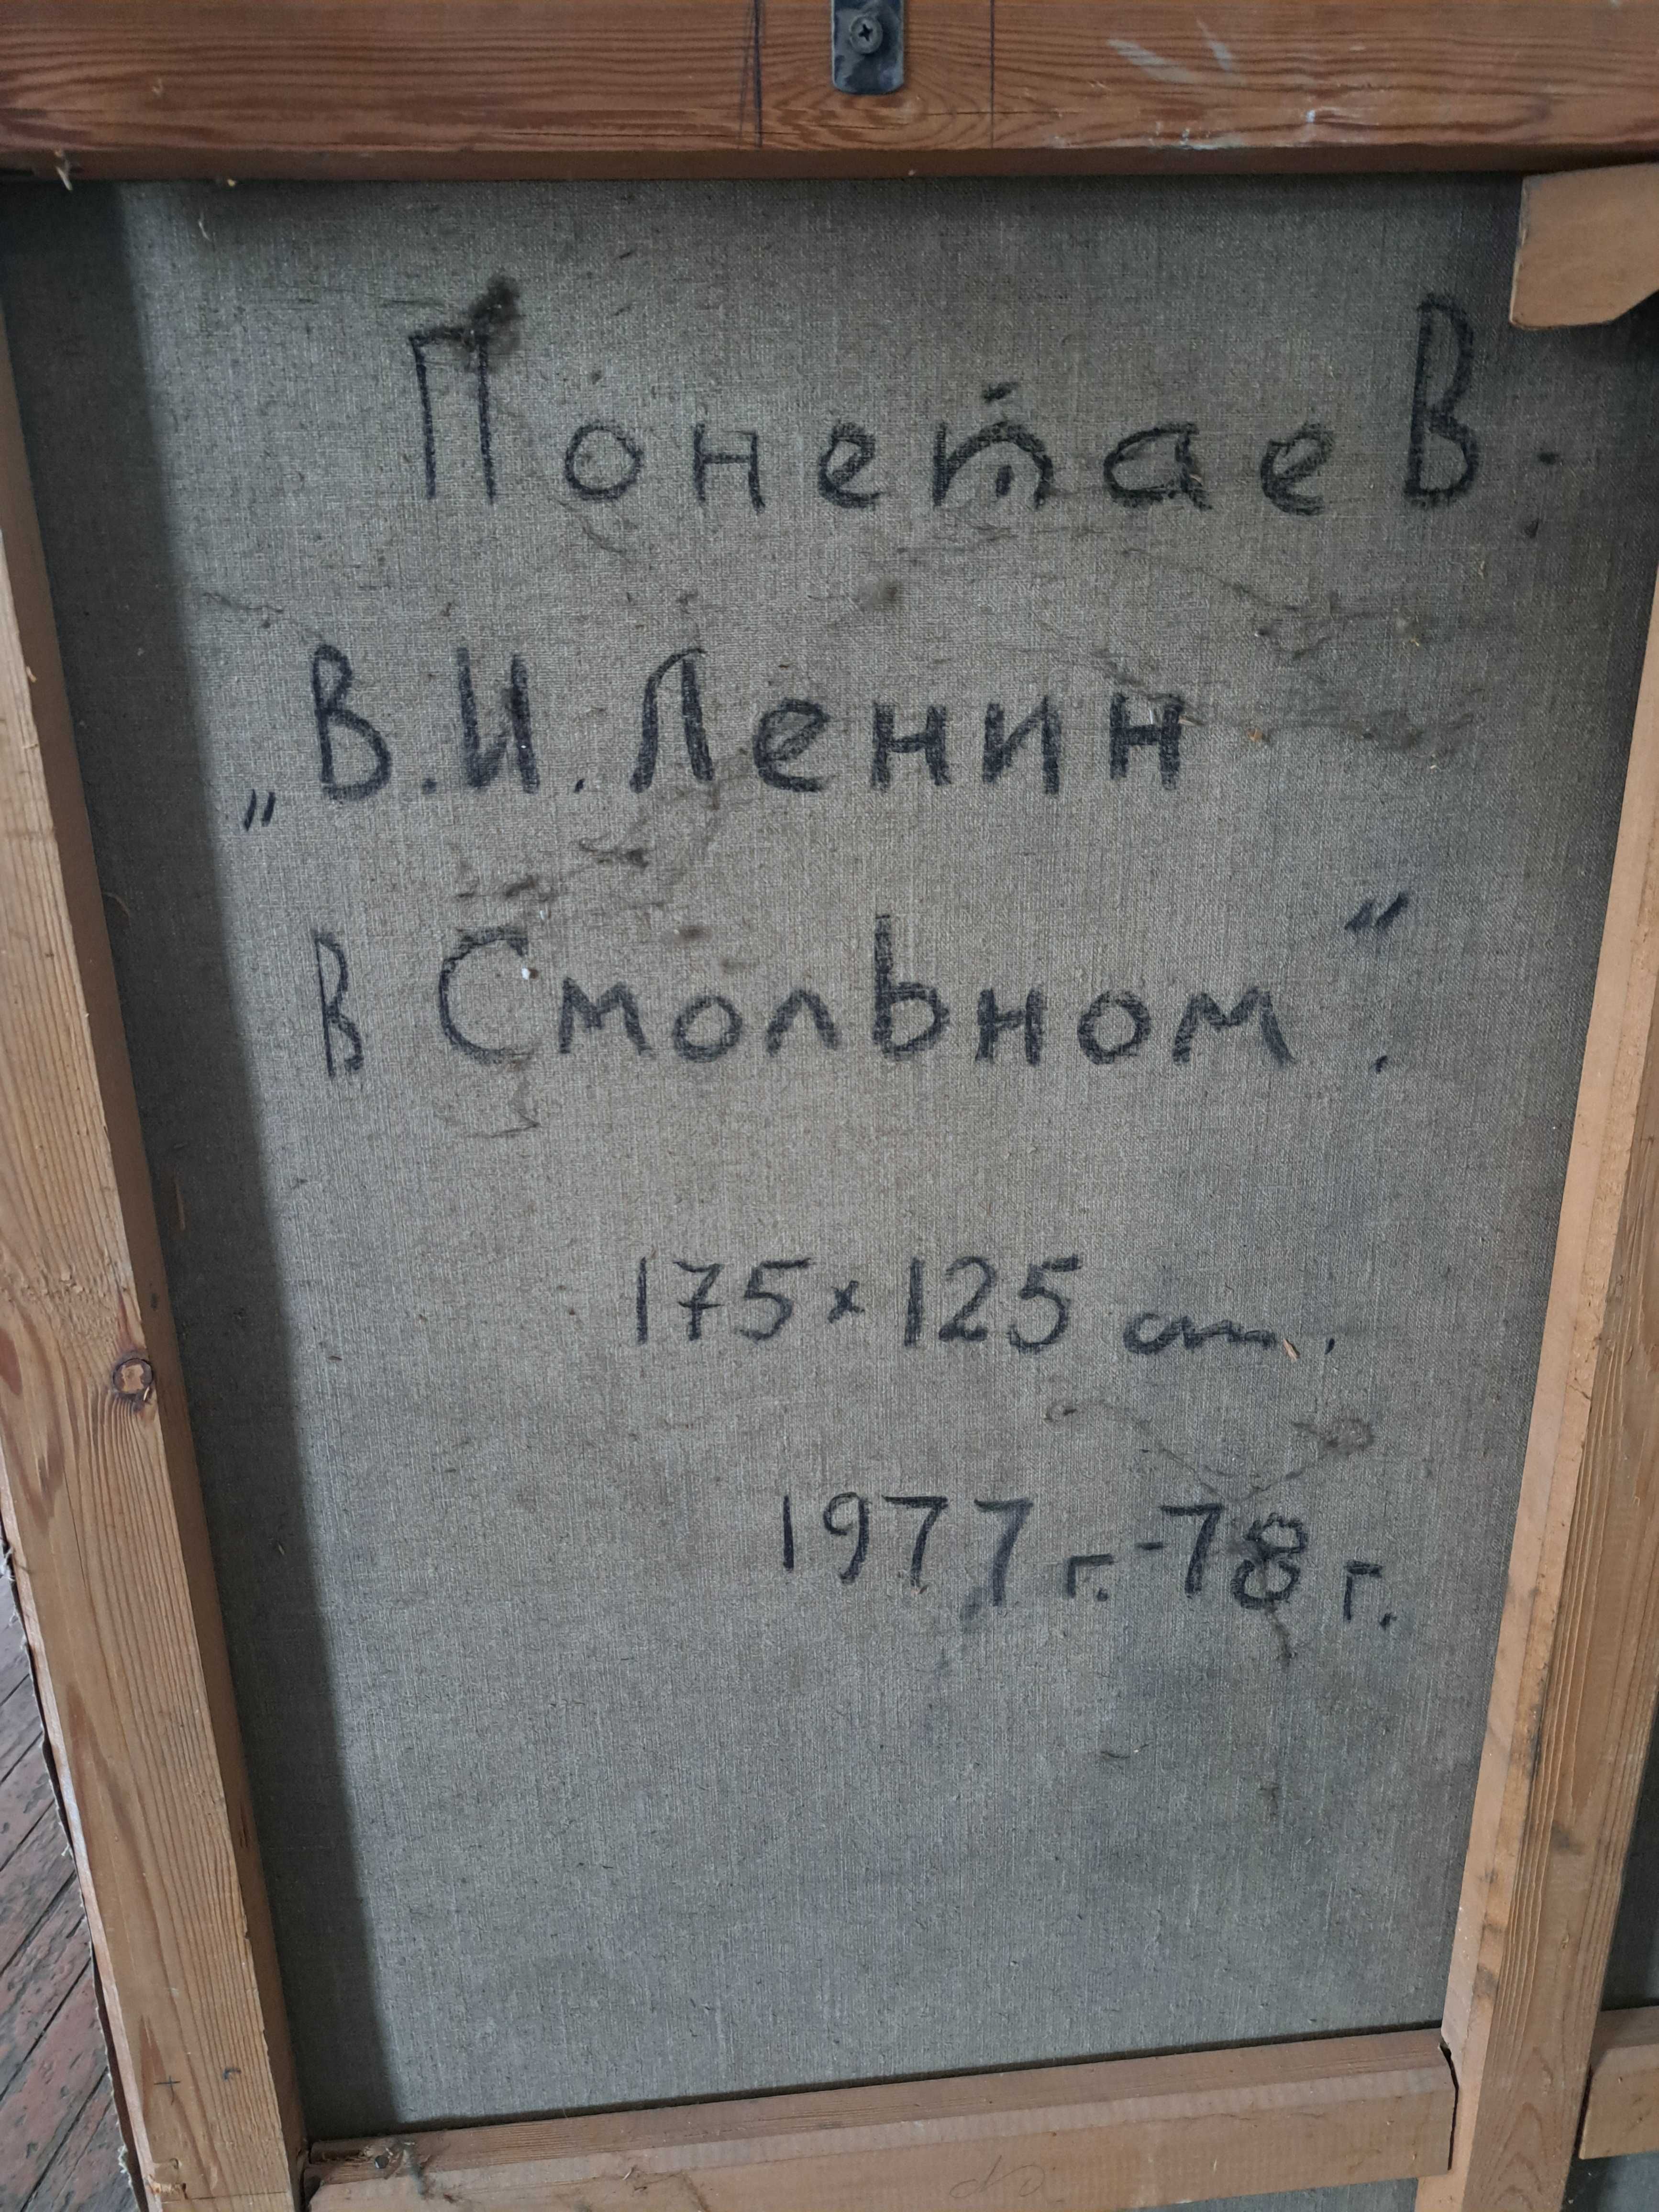 Понетаев.
„В.И.Ленин
в Смольном“.
175×125 см.
1977 г.-78 г.